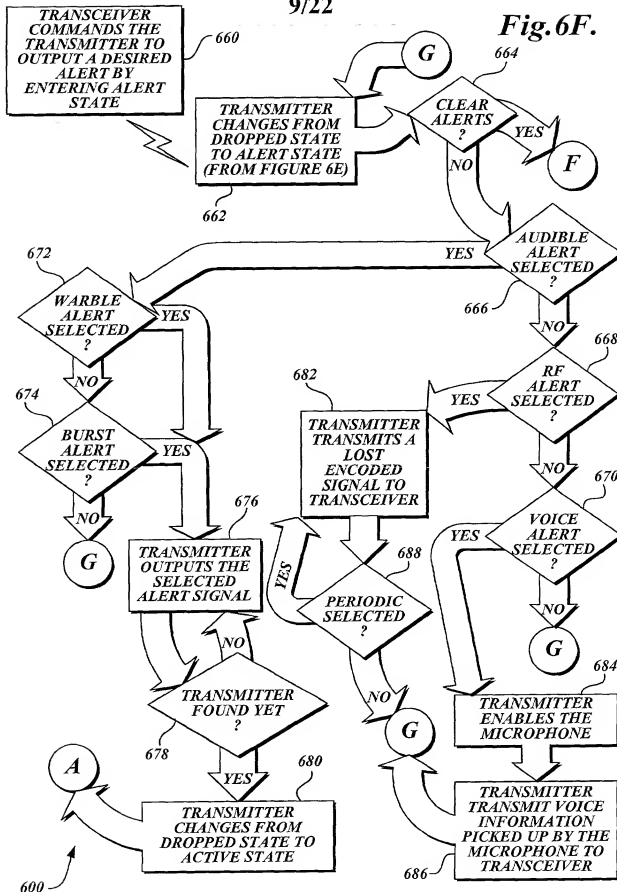 9/22
Fig.6F.
TRANSCEIVER
COMMANDS THE
TRANSMITTER TO
OUTPUT A DESIRED
ALERT BY
ENTERING ALERT
STATE
660
G
664
CLEAR
ALERTS
?
YES
F
NO
TRANSMITTER
CHANGES FROM
DROPPED STATE
TO ALERT STATE
(FROM FIGURE 6E)
662
AUDIBLE
ALERT
SELECTED
?
666
YES
NO
672
WARBLE
ALERT
SELECTED
?
YES
NO
668
RF
ALERT
SELECTED
?
YES
NO
682
TRANSMITTER
TRANSMITS A
LOST
ENCODED
SIGNAL TO
TRANSCEIVER
674
BURST
ALERT
SELECTED
?
YES
NO
G
670
VOICE
ALERT
SELECTED
?
YES
NO
G
676
TRANSMITTER
OUTPUTS THE
SELECTED
ALERT SIGNAL
688
PERIODIC
SELECTED
?
YES
NO
G
NO
TRANSMITTER
FOUND YET
?
678
YES
684
TRANSMITTER
ENABLES THE
MICROPHONE
A
680
TRANSMITTER
CHANGES FROM
DROPPED STATE TO
ACTIVE STATE
TRANSMITTER
TRANSMIT VOICE
INFORMATION
PICKED UP BY THE
MICROPHONE TO
TRANSCEIVER
686
600